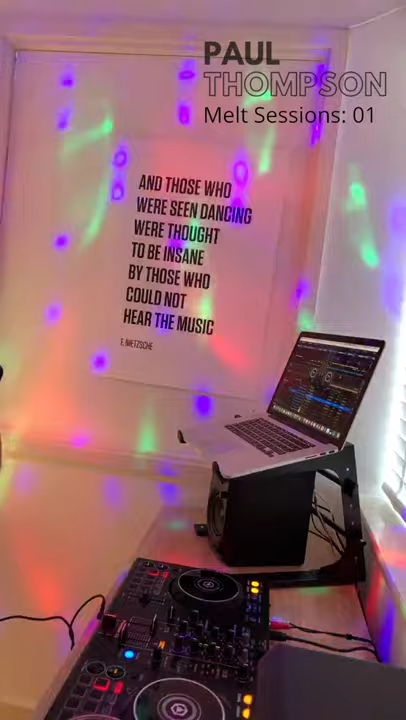 PAUL
THOMPSON
Melt Sessions: 01
AND THOSE WHO
WERE SEEN DANCING
WERE THOUGHT
TO BE INSANE
BY THOSE WHO
COULD NOT
HEAR THE MUSIC
F. NIETZSCHE